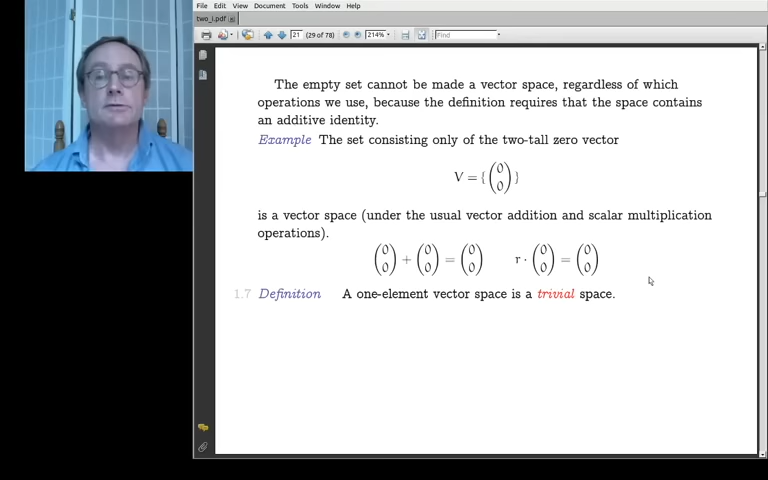 File Edit View Document Tools Window Help
two_i.pdf
21 (29 of 78) 214% Find
The empty set cannot be made a vector space, regardless of which
operations we use, because the definition requires that the space contains
an additive identity.
Example The set consisting only of the two-tall zero vector
V = { (0 0) }
is a vector space (under the usual vector addition and scalar multiplication
operations).
(0 0) + (0 0) = (0 0) r · (0 0) = (0 0)
1.7 Definition A one-element vector space is a trivial space.